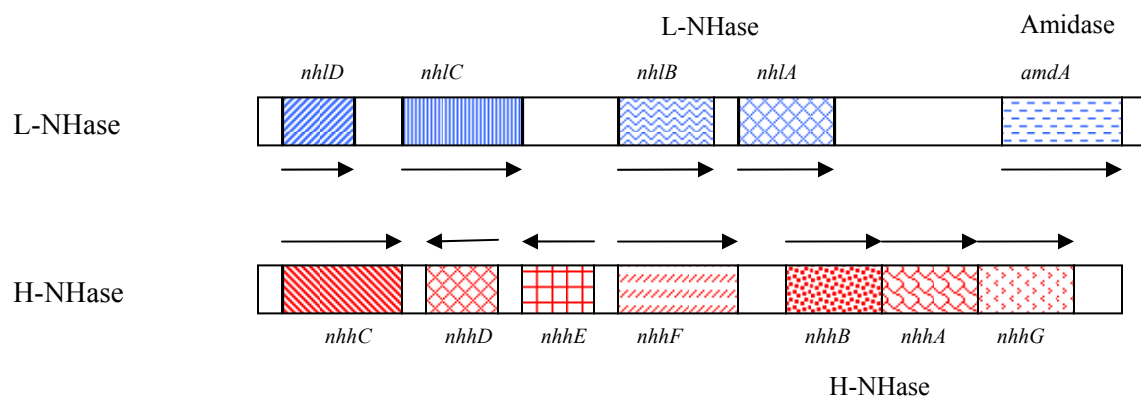 L-NHase Amidase
nhlD nhlC nhlB nhlA amdA
L-NHase
H-NHase
nhhC nhhD nhhE nhhF nhhB nhhA nhhG
H-NHase